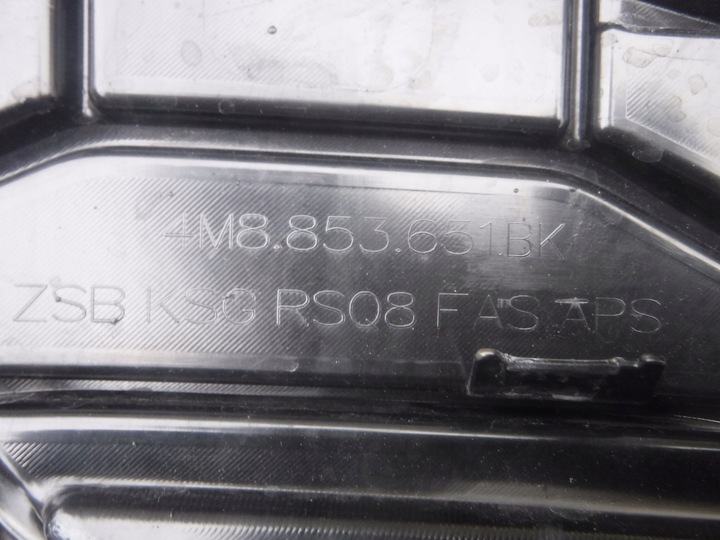 4M8.853.651BK
ZSB KSG RS08 FAS APS